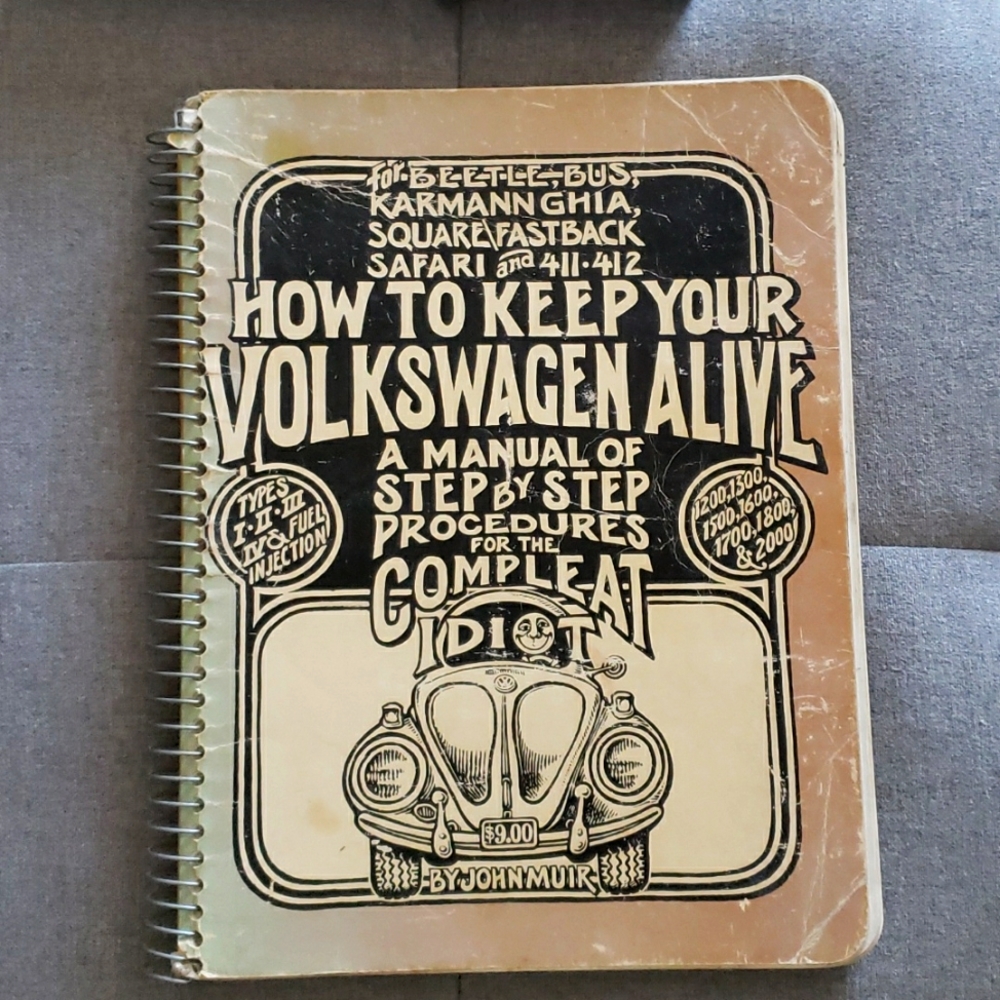 for BEETLE, BUS,
KARMANN GHIA,
SQUARE\FASTBACK
SAFARI and 411•412
HOW TO KEEP YOUR
VOLKSWAGEN ALIVE
A MANUAL OF
STEP BY STEP
PROCEDURES
FOR THE
COMPLEAT
IDIOT
TYPES
I•II•III
IV & FUEL
INJECTION
1200,1300,
1500,1600,
1700,1800,
& 2000
$9.00
BY JOHN MUIR